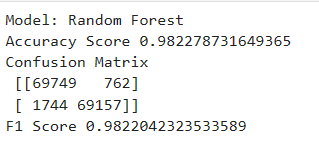 Model: Random Forest
Accuracy Score 0.982278731649365
Confusion Matrix
[[69749 762]
[ 1744 69157]]
F1 Score 0.9822042323533589